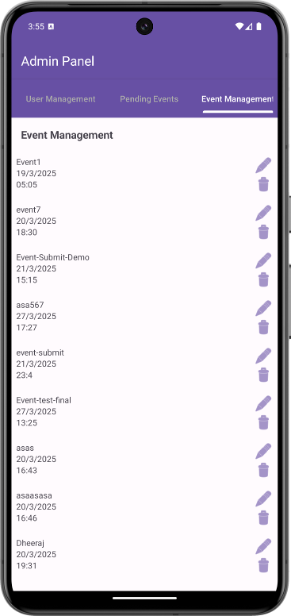 3:55
Admin Panel
User Management
Pending Events
Event Management
Event Management
Event1
19/3/2025
05:05
event7
20/3/2025
18:30
Event-Submit-Demo
21/3/2025
15:15
asa567
27/3/2025
17:27
event-submit
21/3/2025
23:4
Event-test-final
27/3/2025
13:25
asas
20/3/2025
16:43
asaasasa
20/3/2025
16:46
Dheeraj
20/3/2025
19:31